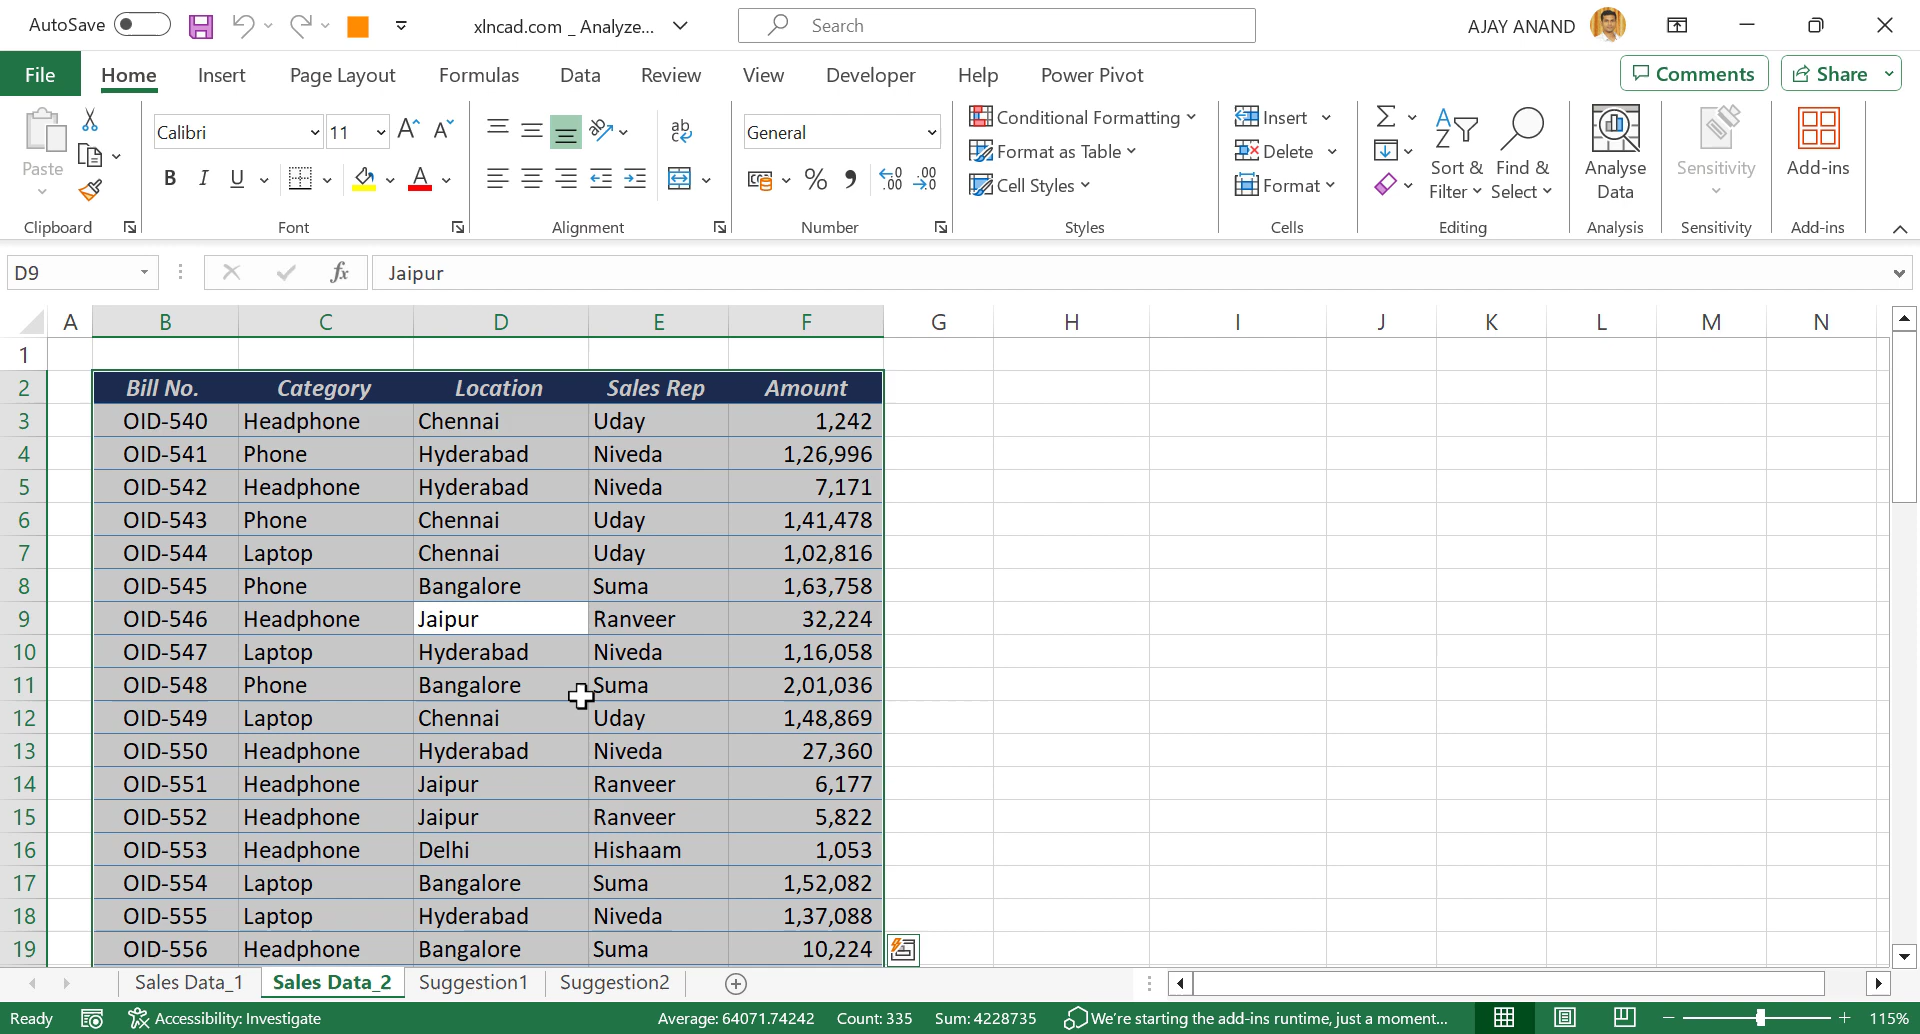 AutoSave xlncad.com _ Analyze... Search AJAY ANAND
File Home Insert Page Layout Formulas Data Review View Developer Help Power Pivot Comments Share
Paste
Calibri 11
B I U A
ab
General
% 9
Conditional Formatting
Format as Table
Cell Styles
Insert
Delete
Format
Sort & Filter
Find & Select
Analyse Data
Sensitivity
Add-ins
Clipboard Font Alignment Number Styles Cells Editing Analysis Sensitivity Add-ins
D9 fx Jaipur
A B C D E F G H I J K L M N
1
2 Bill No. Category Location Sales Rep Amount
3 OID-540 Headphone Chennai Uday 1,242
4 OID-541 Phone Hyderabad Niveda 1,26,996
5 OID-542 Headphone Hyderabad Niveda 7,171
6 OID-543 Phone Chennai Uday 1,41,478
7 OID-544 Laptop Chennai Uday 1,02,816
8 OID-545 Phone Bangalore Suma 1,63,758
9 OID-546 Headphone Jaipur Ranveer 32,224
10 OID-547 Laptop Hyderabad Niveda 1,16,058
11 OID-548 Phone Bangalore Suma 2,01,036
12 OID-549 Laptop Chennai Uday 1,48,869
13 OID-550 Headphone Hyderabad Niveda 27,360
14 OID-551 Headphone Jaipur Ranveer 6,177
15 OID-552 Headphone Jaipur Ranveer 5,822
16 OID-553 Headphone Delhi Hishaam 1,053
17 OID-554 Laptop Bangalore Suma 1,52,082
18 OID-555 Laptop Hyderabad Niveda 1,37,088
19 OID-556 Headphone Bangalore Suma 10,224
Sales Data_1 Sales Data_2 Suggestion1 Suggestion2
Ready Accessibility: Investigate Average: 64071.74242 Count: 335 Sum: 4228735 We're starting the add-ins runtime, just a moment... 115%